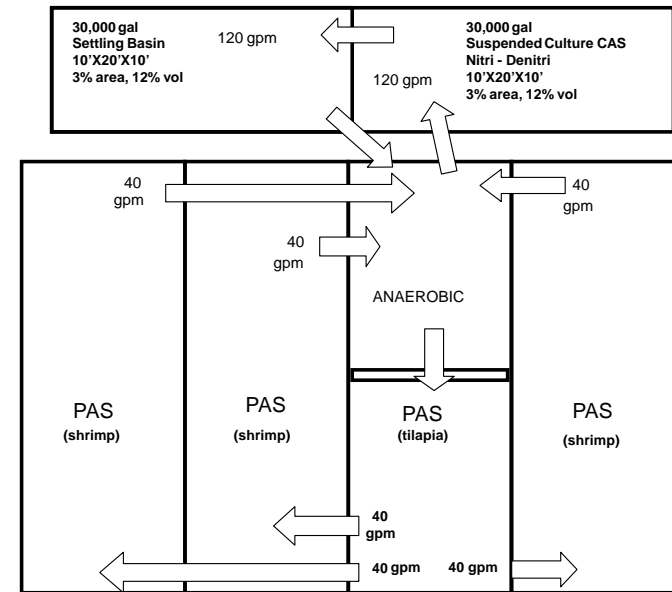 30,000 gal
Settling Basin
10'X20'X10'
3% area, 12% vol
120 gpm
30,000 gal
Suspended Culture CAS
Nitri - Denitri
10'X20'X10'
3% area, 12% vol
120 gpm
40
gpm
40
gpm
40
gpm
ANAEROBIC
PAS
(shrimp)
PAS
(shrimp)
PAS
(tilapia)
PAS
(shrimp)
40
gpm
40 gpm
40 gpm